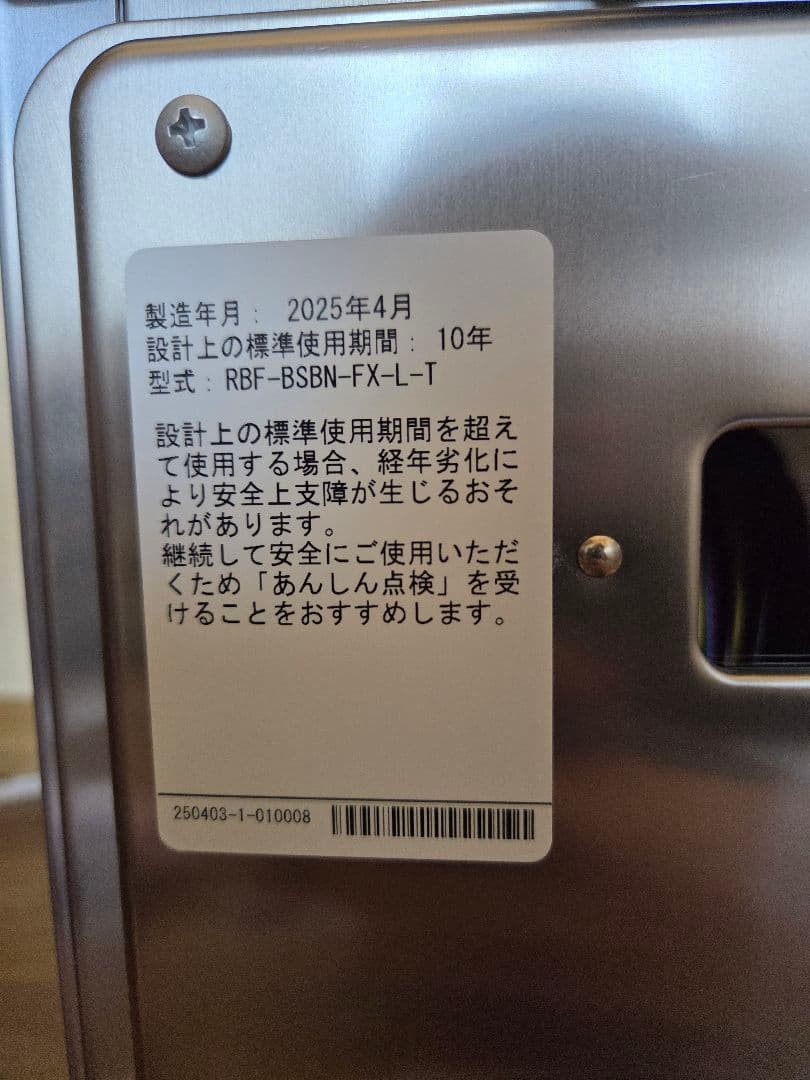 製造年月： 2025年4月
設計上の標準使用期間： 10年
型式：RBF-BSBN-FX-L-T
設計上の標準使用期間を超え
て使用する場合、経年劣化に
より安全上支障が生じるおそ
れがあります。
継続して安全にご使用いただ
くため「あんしん点検」を受
けることをおすすめします。
250403-1-010008